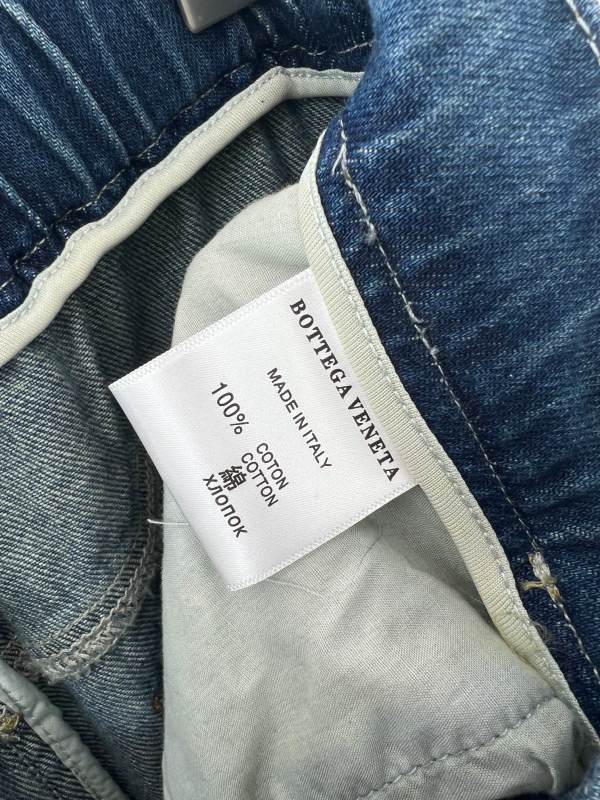 BOTTEGA VENETA
MADE IN ITALY
100% COTON
COTTON
綿
ХЛОПОК